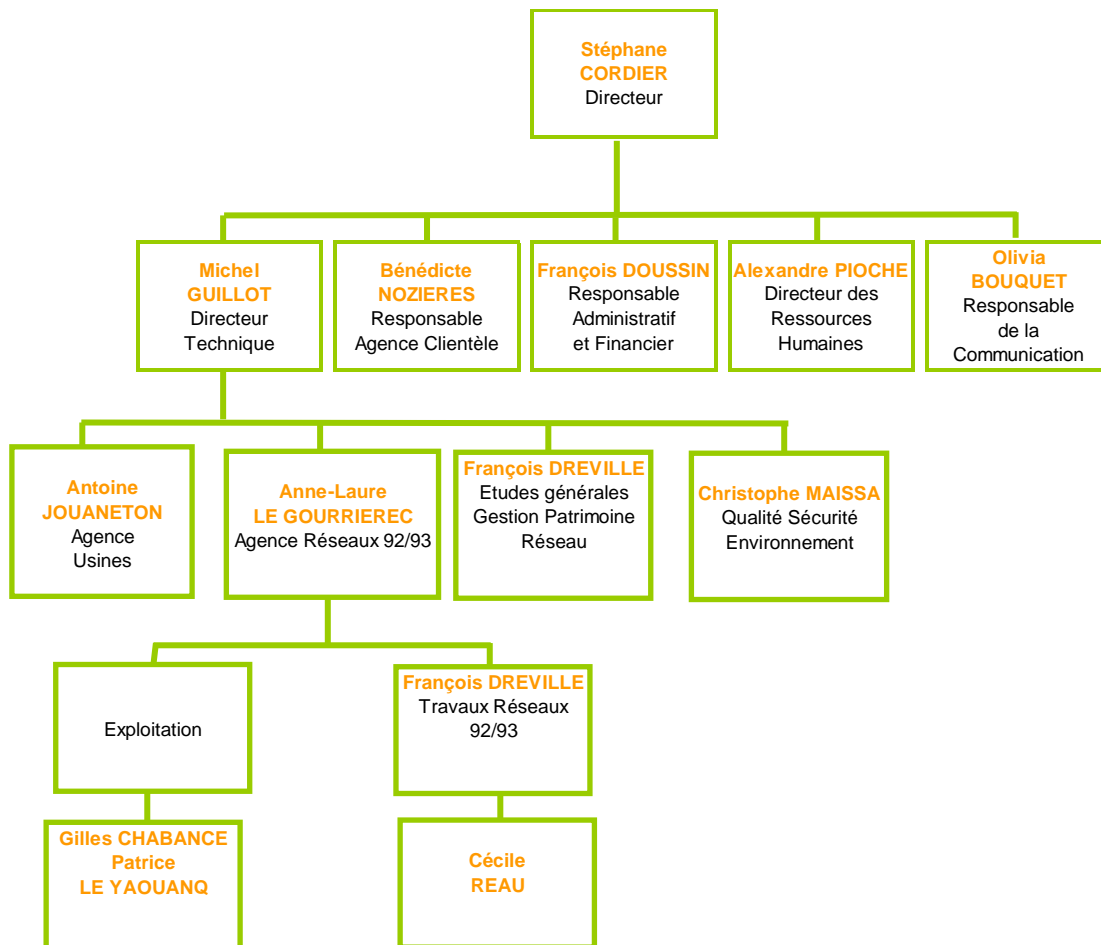 Stéphane
CORDIER
Directeur
Michel
GUILLOT
Directeur
Technique
Bénédicte
NOZIERES
Responsable
Agence Clientèle
François DOUSSIN
Responsable
Administratif
et Financier
Alexandre PIOCHE
Directeur des
Ressources
Humaines
Olivia
BOUQUET
Responsable
de la
Communication
Antoine
JOUANETON
Agence
Usines
Anne-Laure
LE GOURRIEREC
Agence Réseaux 92/93
François DREVILLE
Etudes générales
Gestion Patrimoine
Réseau
Christophe MAISSA
Qualité Sécurité
Environnement
Exploitation
François DREVILLE
Travaux Réseaux
92/93
Gilles CHABANCE
Patrice
LE YAOUANQ
Cécile
REAU